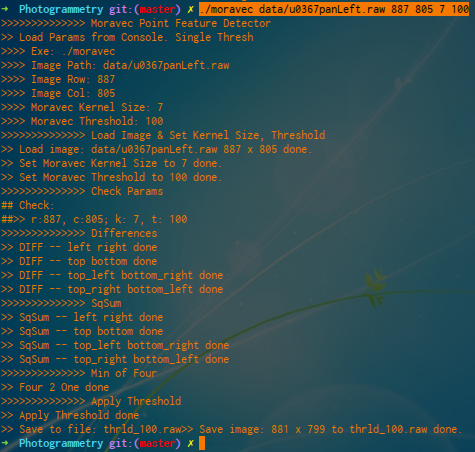 ➜  Photogrammetry git:(master) ✗ ./moravec data/u0367panLeft.raw 887 805 7 100
>>>>>>>>>>>>>> Moravec Point Feature Detector
>> Load Params from Console. Single Thresh
>>>> Exe: ./moravec
>>>> Image Path: data/u0367panLeft.raw
>>>> Image Row: 887
>>>> Image Col: 805
>>>> Moravec Kernel Size: 7
>>>> Moravec Threshold: 100
>>>>>>>>>>>>>> Load Image & Set Kernel Size, Threshold
>> Load image: data/u0367panLeft.raw 887 x 805 done.
>> Set Moravec Kernel Size to 7 done.
>> Set Moravec Threshold to 100 done.
>>>>>>>>>>>>>> Check Params
## Check:
##>> r:887, c:805; k: 7, t: 100
>>>>>>>>>>>>>> Differences
>> DIFF -- left right done
>> DIFF -- top bottom done
>> DIFF -- top_left bottom_right done
>> DIFF -- top_right bottom_left done
>>>>>>>>>>>>>> SqSum
>> SqSum -- left right done
>> SqSum -- top bottom done
>> SqSum -- top_left bottom_right done
>> SqSum -- top_right bottom_left done
>>>>>>>>>>>>>> Min of Four
>> Four 2 One done
>>>>>>>>>>>>>> Apply Threshold
>> Apply Threshold done
>> Save to file: thrld_100.raw>> Save image: 881 x 799 to thrld_100.raw done.
➜  Photogrammetry git:(master) ✗